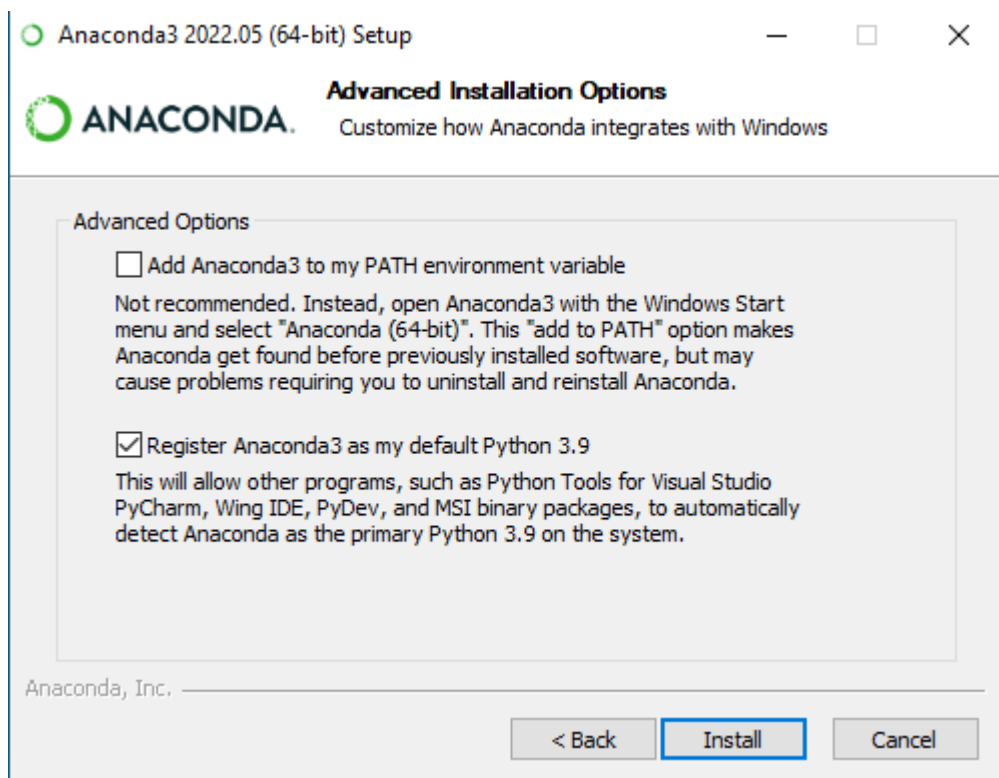 Anaconda3 2022.05 (64-bit) Setup
ANACONDA.
Advanced Installation Options
Customize how Anaconda integrates with Windows
Advanced Options
Add Anaconda3 to my PATH environment variable
Not recommended. Instead, open Anaconda3 with the Windows Start
menu and select "Anaconda (64-bit)". This "add to PATH" option makes
Anaconda get found before previously installed software, but may
cause problems requiring you to uninstall and reinstall Anaconda.
Register Anaconda3 as my default Python 3.9
This will allow other programs, such as Python Tools for Visual Studio
PyCharm, Wing IDE, PyDev, and MSI binary packages, to automatically
detect Anaconda as the primary Python 3.9 on the system.
Anaconda, Inc.
< Back
Install
Cancel